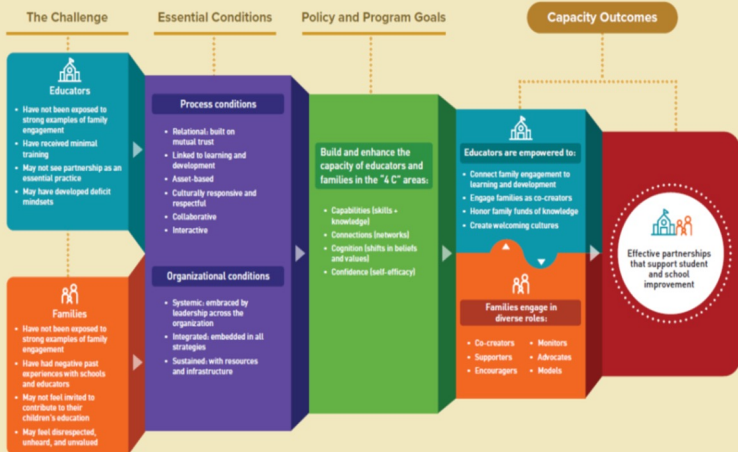 The Challenge
Essential Conditions
Policy and Program Goals
Capacity Outcomes
Educators
• Have not been exposed to
strong examples of family
engagement
• Have received minimal
training
• May not see partnership as an
essential practice
• May have developed deficit
mindsets
Families
• Have not been exposed to
strong examples of family
engagement
• Have had negative past
experiences with schools
and educators
• May not feel invited to
contribute to their
children's education
• May feel disrespected,
unheard, and unvalued
Process conditions
• Relational: built on
mutual trust
• Linked to learning and
development
• Asset-based
• Culturally responsive and
respectful
• Collaborative
• Interactive
Organizational conditions
• Systemic: embraced by
leadership across the
organization
• Integrated: embedded in all
strategies
• Sustained: with resources
and infrastructure
Build and enhance the
capacity of educators and
families in the "4 C" areas:
• Capabilities (skills +
knowledge)
• Connections (networks)
• Cognition (shifts in beliefs
and values)
• Confidence (self-efficacy)
Educators are empowered to:
• Connect family engagement to
learning and development
• Engage families as co-creators
• Honor family funds of knowledge
• Create welcoming cultures
Families engage in
diverse roles:
• Co-creators
• Supporters
• Encouragers
• Monitors
• Advocates
• Models
Effective partnerships
that support student
and school
improvement